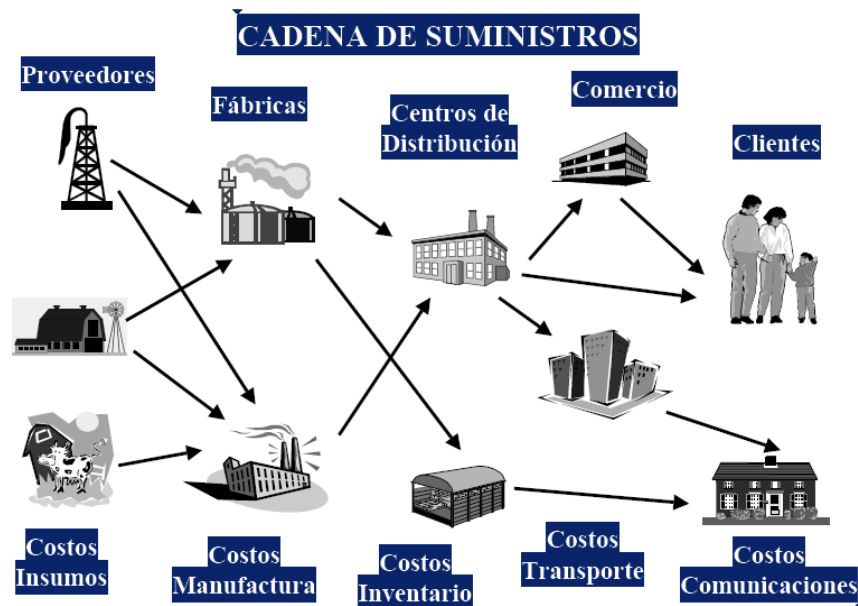 CADENA DE SUMINISTROS
Proveedores
Fábricas
Centros de
Distribución
Comercio
Clientes
Costos
Insumos
Costos
Manufactura
Costos
Inventario
Costos
Transporte
Costos
Comunicaciones